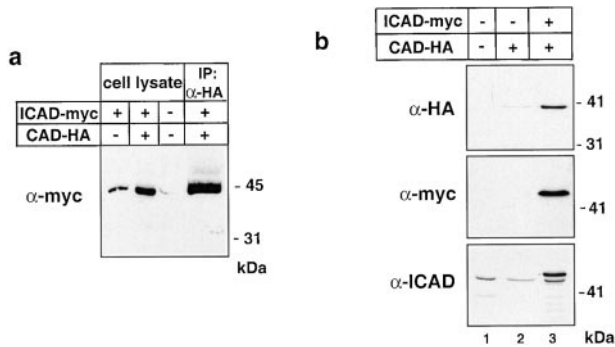 a
cell lysate
IP:
α-HA
ICAD-myc + + - +
CAD-HA - + - +
α-myc
- 45
- 31
kDa
b
ICAD-myc - - +
CAD-HA - + +
α-HA
- 41
- 31
α-myc
- 41
α-ICAD
- 41
1 2 3 kDa